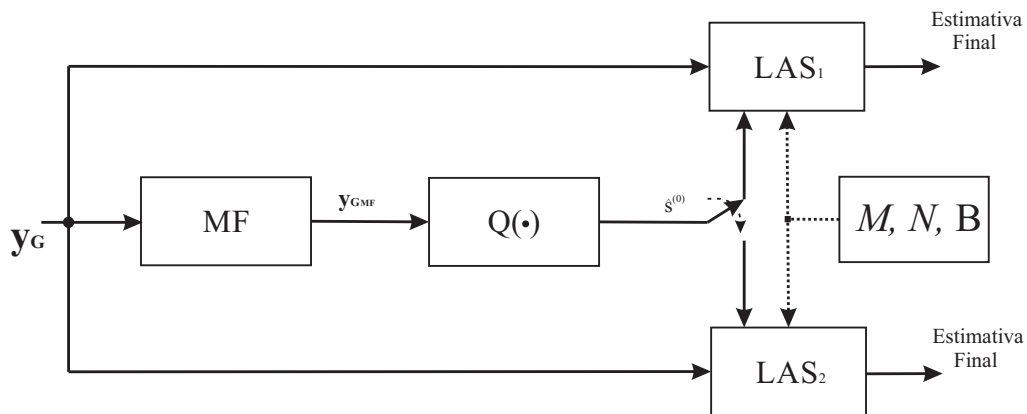 Estimativa
Final
LAS₁
y_G
MF
y_GMF
Q(•)
ŝ⁽⁰⁾
M, N, B
LAS₂
Estimativa
Final